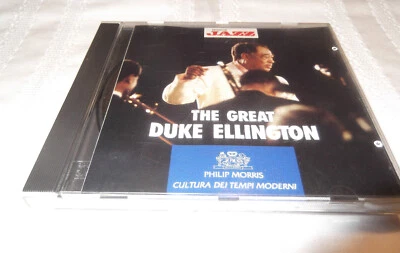 JAZZ
THE GREAT
DUKE ELLINGTON
PHILIP MORRIS
CULTURA DEI TEMPI MODERNI